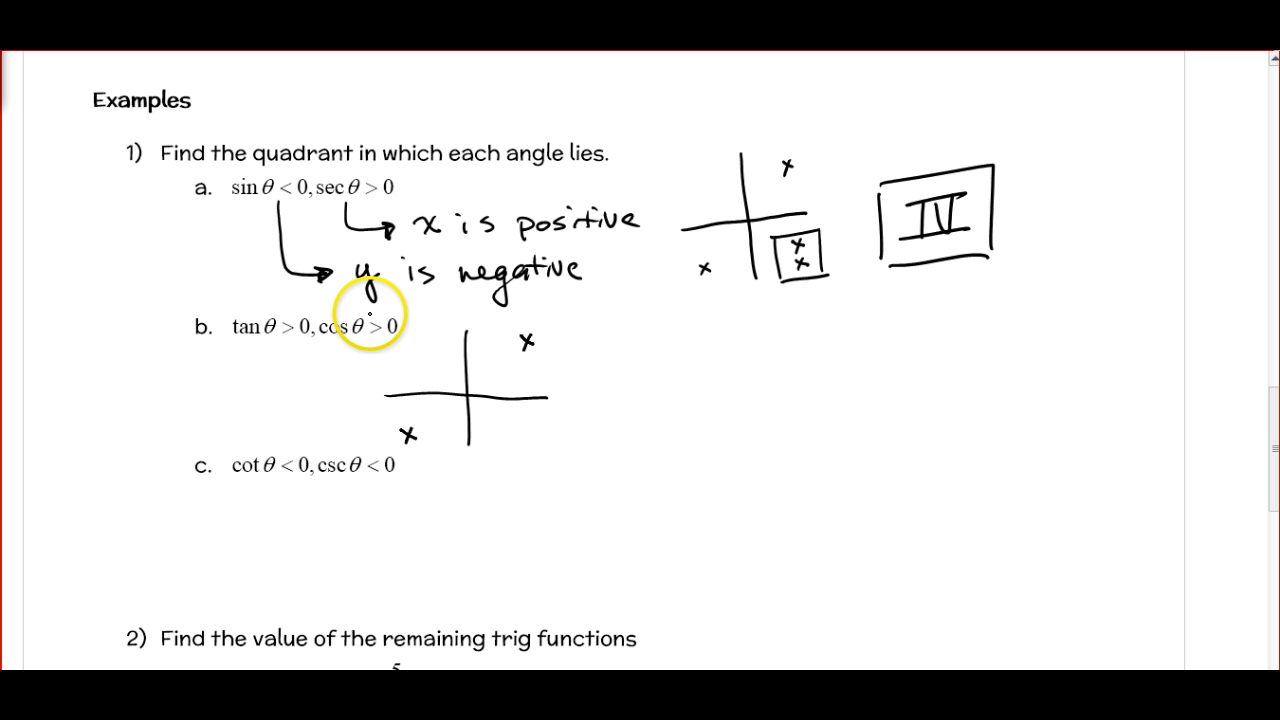 Examples
1) Find the quadrant in which each angle lies.
a. sin θ < 0, sec θ > 0
x is positive
y is negative
x
x
x
x
IV
b. tan θ > 0, cos θ > 0
x
x
c. cot θ < 0, csc θ < 0
2) Find the value of the remaining trig functions